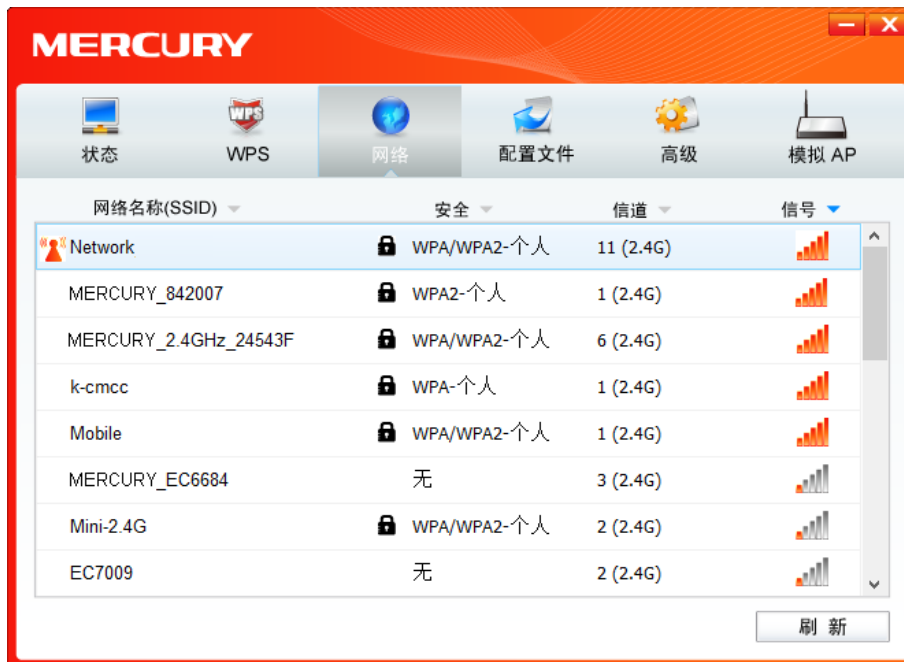 MERCURY
状态 WPS 网络 配置文件 高级 模拟 AP
网络名称(SSID) 安全 信道 信号
Network WPA/WPA2-个人 11 (2.4G)
MERCURY_842007 WPA2-个人 1 (2.4G)
MERCURY_2.4GHz_24543F WPA/WPA2-个人 6 (2.4G)
k-cmcc WPA-个人 1 (2.4G)
Mobile WPA/WPA2-个人 1 (2.4G)
MERCURY_EC6684 无 3 (2.4G)
Mini-2.4G WPA/WPA2-个人 2 (2.4G)
EC7009 无 2 (2.4G)
刷 新